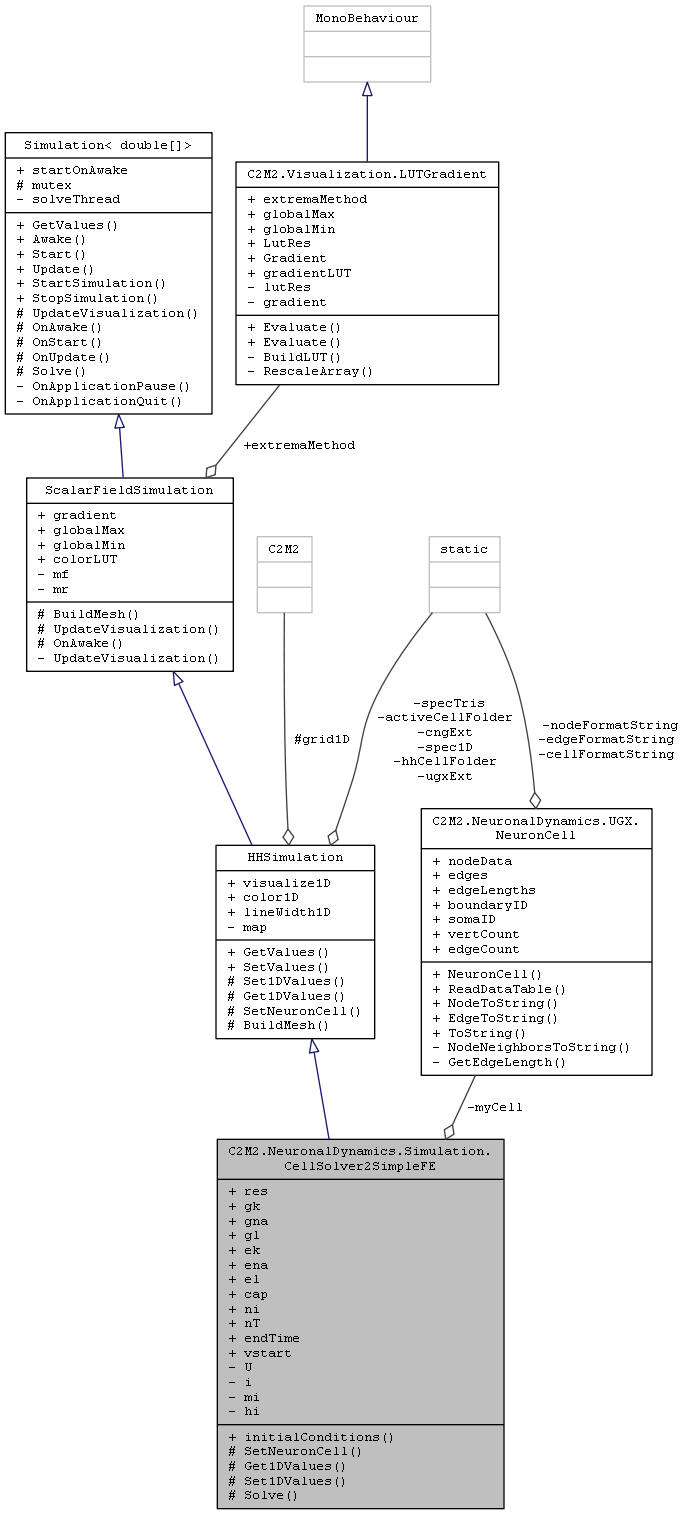 MonoBehaviour
Simulation< double[]>
+ startOnAwake
# mutex
- solveThread
+ GetValues()
+ Awake()
+ Start()
+ Update()
+ StartSimulation()
+ StopSimulation()
# UpdateVisualization()
# OnAwake()
# OnStart()
# OnUpdate()
# Solve()
- OnApplicationPause()
- OnApplicationQuit()
C2M2.Visualization.LUTGradient
+ extremaMethod
+ globalMax
+ globalMin
+ LutRes
+ Gradient
+ gradientLUT
- lutRes
- gradient
+ Evaluate()
+ Evaluate()
- BuildLUT()
- RescaleArray()
+extremaMethod
ScalarFieldSimulation
+ gradient
+ globalMax
+ globalMin
+ colorLUT
- mf
- mr
# BuildMesh()
# UpdateVisualization()
# OnAwake()
- UpdateVisualization()
C2M2
static
#grid1D
-specTris
-activeCellFolder
-cngExt
-spec1D
-hhCellFolder
-ugxExt
-nodeFormatString
-edgeFormatString
-cellFormatString
HHSimulation
+ visualize1D
+ color1D
+ lineWidth1D
- map
+ GetValues()
+ SetValues()
# Set1DValues()
# Get1DValues()
# SetNeuronCell()
# BuildMesh()
C2M2.NeuronalDynamics.UGX.
NeuronCell
+ nodeData
+ edges
+ edgeLengths
+ boundaryID
+ somaID
+ vertCount
+ edgeCount
+ NeuronCell()
+ ReadDataTable()
+ NodeToString()
+ EdgeToString()
+ ToString()
- NodeNeighborsToString()
- GetEdgeLength()
-myCell
C2M2.NeuronalDynamics.Simulation.
CellSolver2SimpleFE
+ res
+ gk
+ gna
+ gl
+ ek
+ ena
+ el
+ cap
+ ni
+ nT
+ endTime
+ vstart
- U
- i
- mi
- hi
+ initialConditions()
# SetNeuronCell()
# Get1DValues()
# Set1DValues()
# Solve()